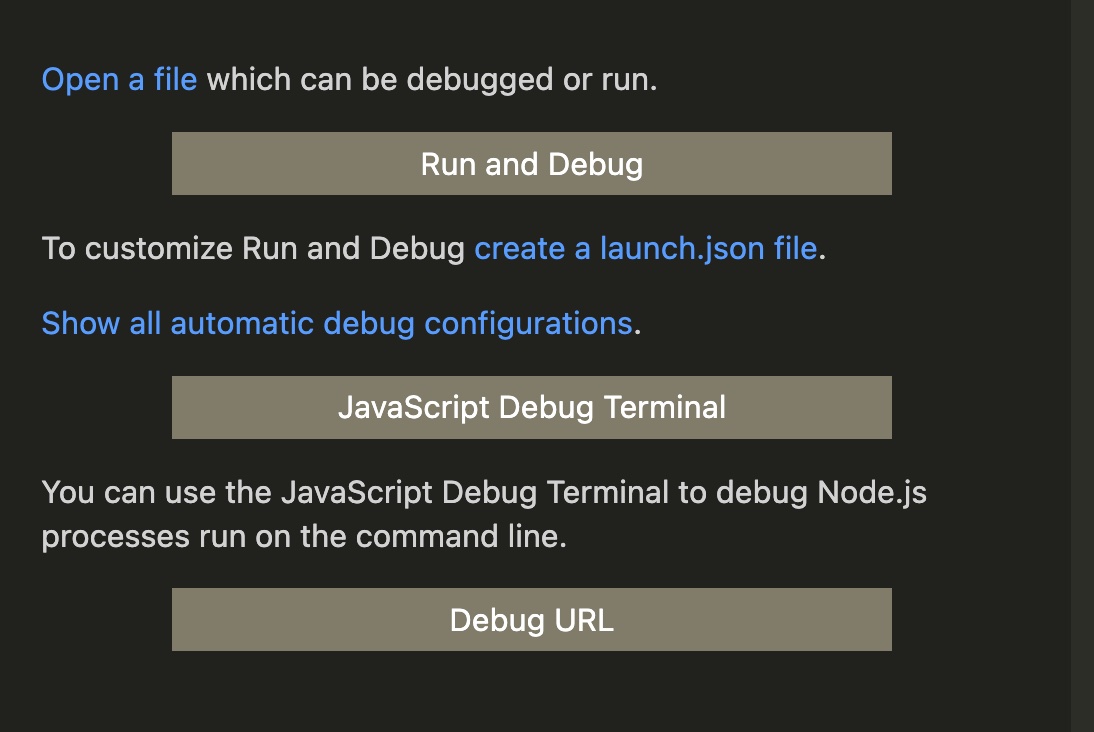 Open a file which can be debugged or run.
Run and Debug
To customize Run and Debug create a launch.json file.
Show all automatic debug configurations.
JavaScript Debug Terminal
You can use the JavaScript Debug Terminal to debug Node.js
processes run on the command line.
Debug URL